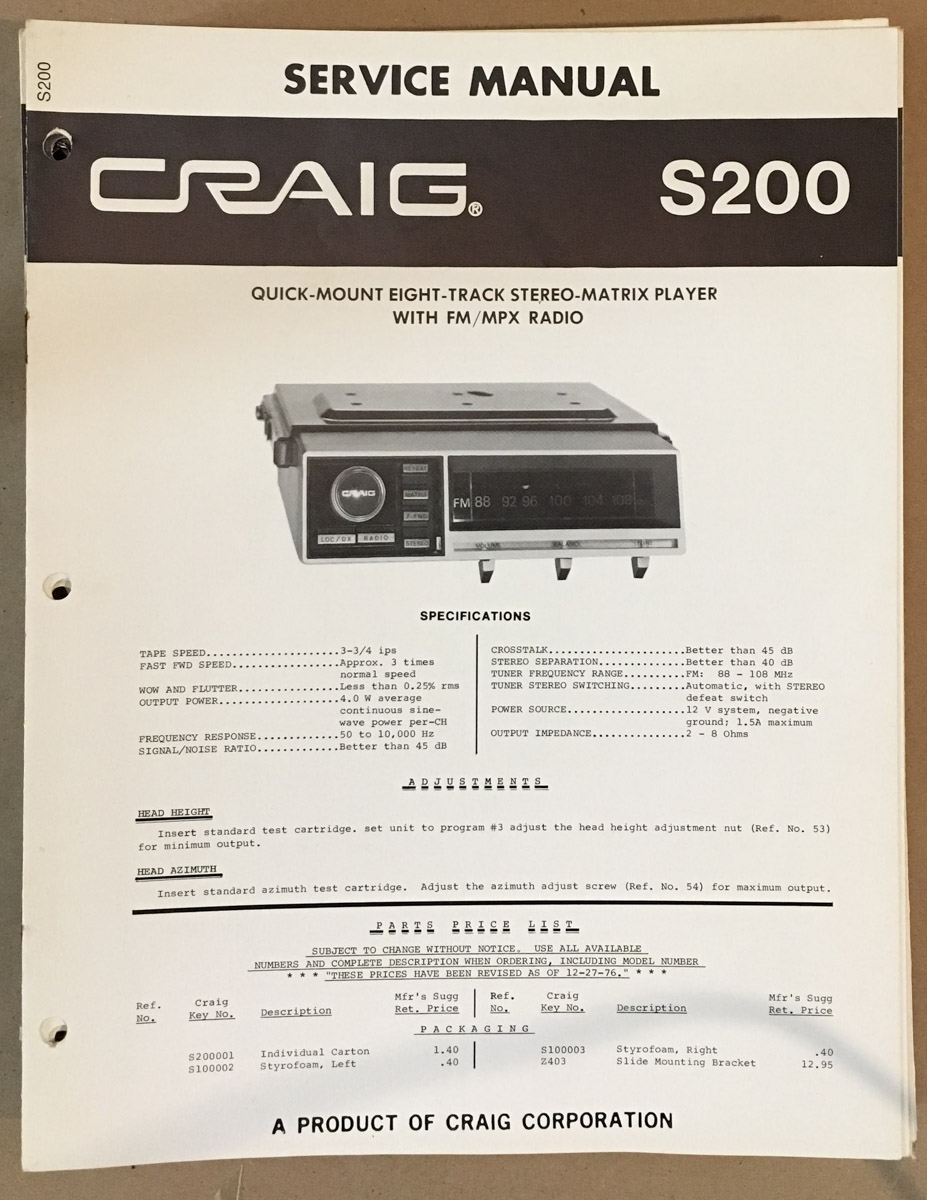 S200
SERVICE MANUAL
CRAIG® S200
QUICK-MOUNT EIGHT-TRACK STEREO-MATRIX PLAYER
WITH FM/MPX RADIO
CRAIG
REPEAT
MATRIX
F.FWD
STEREO
LOC/DX RADIO
FM 88 92 96 100 104 108
VOLUME BALANCE TUNE
SPECIFICATIONS
TAPE SPEED....................3-3/4 ips
FAST FWD SPEED................Approx. 3 times
normal speed
WOW AND FLUTTER...............Less than 0.25% rms
OUTPUT POWER..................4.0 W average
continuous sine-
wave power per-CH
FREQUENCY RESPONSE............50 to 10,000 Hz
SIGNAL/NOISE RATIO............Better than 45 dB
CROSSTALK.....................Better than 45 dB
STEREO SEPARATION.............Better than 40 dB
TUNER FREQUENCY RANGE.........FM: 88 - 108 MHz
TUNER STEREO SWITCHING........Automatic, with STEREO
defeat switch
POWER SOURCE..................12 V system, negative
ground; 1.5A maximum
OUTPUT IMPEDANCE..............2 - 8 Ohms
ADJUSTMENTS
HEAD HEIGHT
Insert standard test cartridge. set unit to program #3 adjust the head height adjustment nut (Ref. No. 53)
for minimum output.
HEAD AZIMUTH
Insert standard azimuth test cartridge. Adjust the azimuth adjust screw (Ref. No. 54) for maximum output.
PARTS PRICE LIST
SUBJECT TO CHANGE WITHOUT NOTICE. USE ALL AVAILABLE
NUMBERS AND COMPLETE DESCRIPTION WHEN ORDERING, INCLUDING MODEL NUMBER
* * * "THESE PRICES HAVE BEEN REVISED AS OF 12-27-76." * * *
Ref. Craig Mfr's Sugg Ref. Craig Mfr's Sugg
No. Key No. Description Ret. Price No. Key No. Description Ret. Price
PACKAGING
S200001 Individual Carton 1.40 S100003 Styrofoam, Right .40
S100002 Styrofoam, Left .40 Z403 Slide Mounting Bracket 12.95
A PRODUCT OF CRAIG CORPORATION